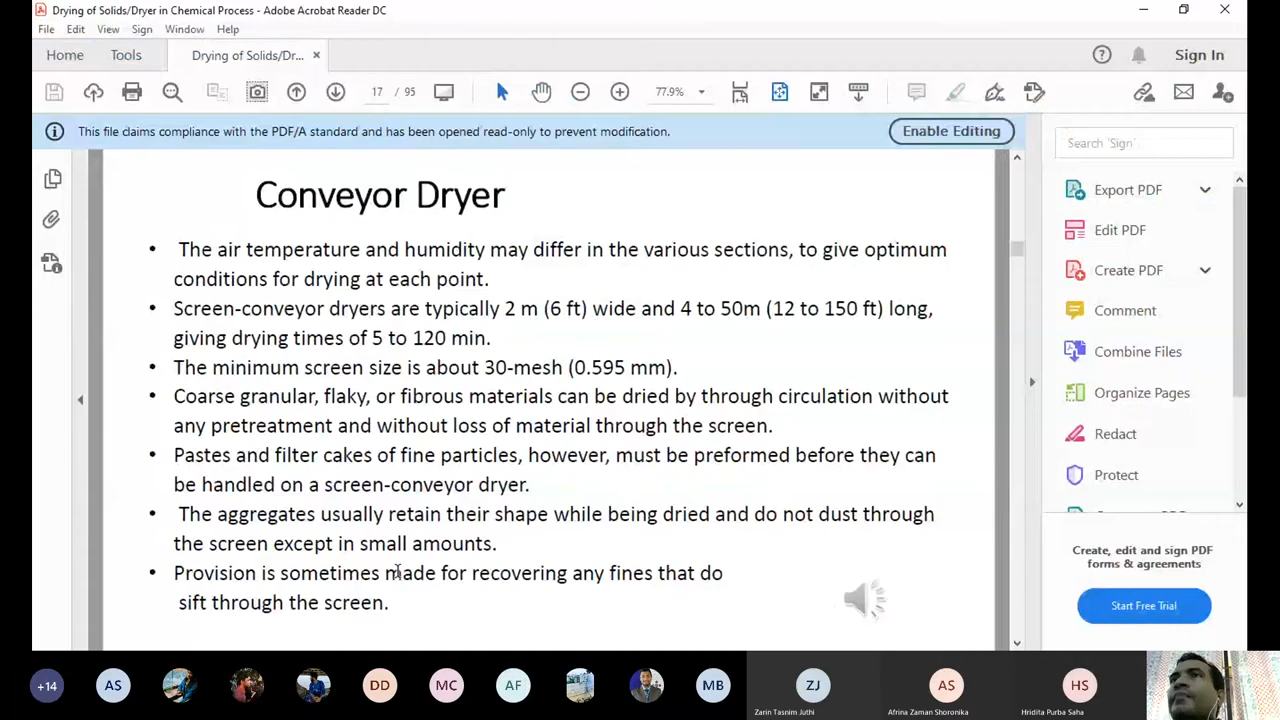 Drying of Solids/Dryer in Chemical Process - Adobe Acrobat Reader DC
File Edit View Sign Window Help
Home Tools Drying of Solids/Dr... × Sign In
17 / 95 77.9%
This file claims compliance with the PDF/A standard and has been opened read-only to prevent modification. Enable Editing
Search 'Sign'
Conveyor Dryer
• The air temperature and humidity may differ in the various sections, to give optimum
conditions for drying at each point.
• Screen-conveyor dryers are typically 2 m (6 ft) wide and 4 to 50m (12 to 150 ft) long,
giving drying times of 5 to 120 min.
• The minimum screen size is about 30-mesh (0.595 mm).
• Coarse granular, flaky, or fibrous materials can be dried by through circulation without
any pretreatment and without loss of material through the screen.
• Pastes and filter cakes of fine particles, however, must be preformed before they can
be handled on a screen-conveyor dryer.
• The aggregates usually retain their shape while being dried and do not dust through
the screen except in small amounts.
• Provision is sometimes made for recovering any fines that do
sift through the screen.
Export PDF
Edit PDF
Create PDF
Comment
Combine Files
Organize Pages
Redact
Protect
Create, edit and sign PDF
forms & agreements
Start Free Trial
+14 AS DD MC AF MB ZJ AS HS
Zarin Tasnim Juthi Afrina Zaman Shoronika Hridita Purba Saha